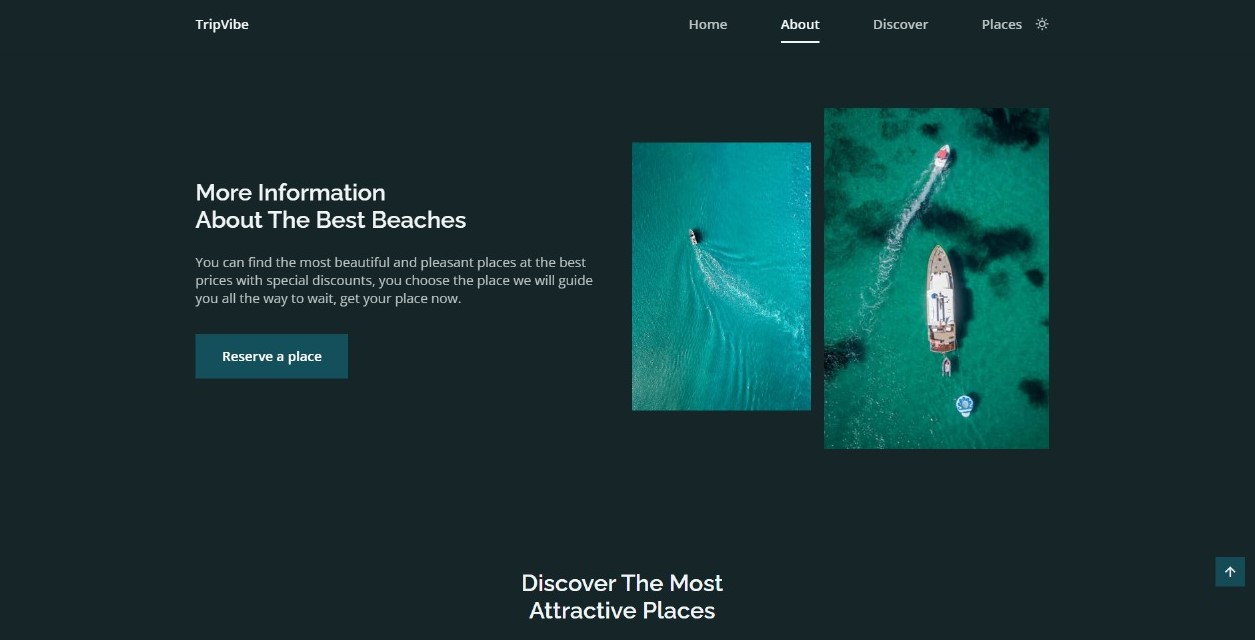 TripVibe
Home
About
Discover
Places
More Information
About The Best Beaches
You can find the most beautiful and pleasant places at the best
prices with special discounts, you choose the place we will guide
you all the way to wait, get your place now.
Reserve a place
Discover The Most
Attractive Places